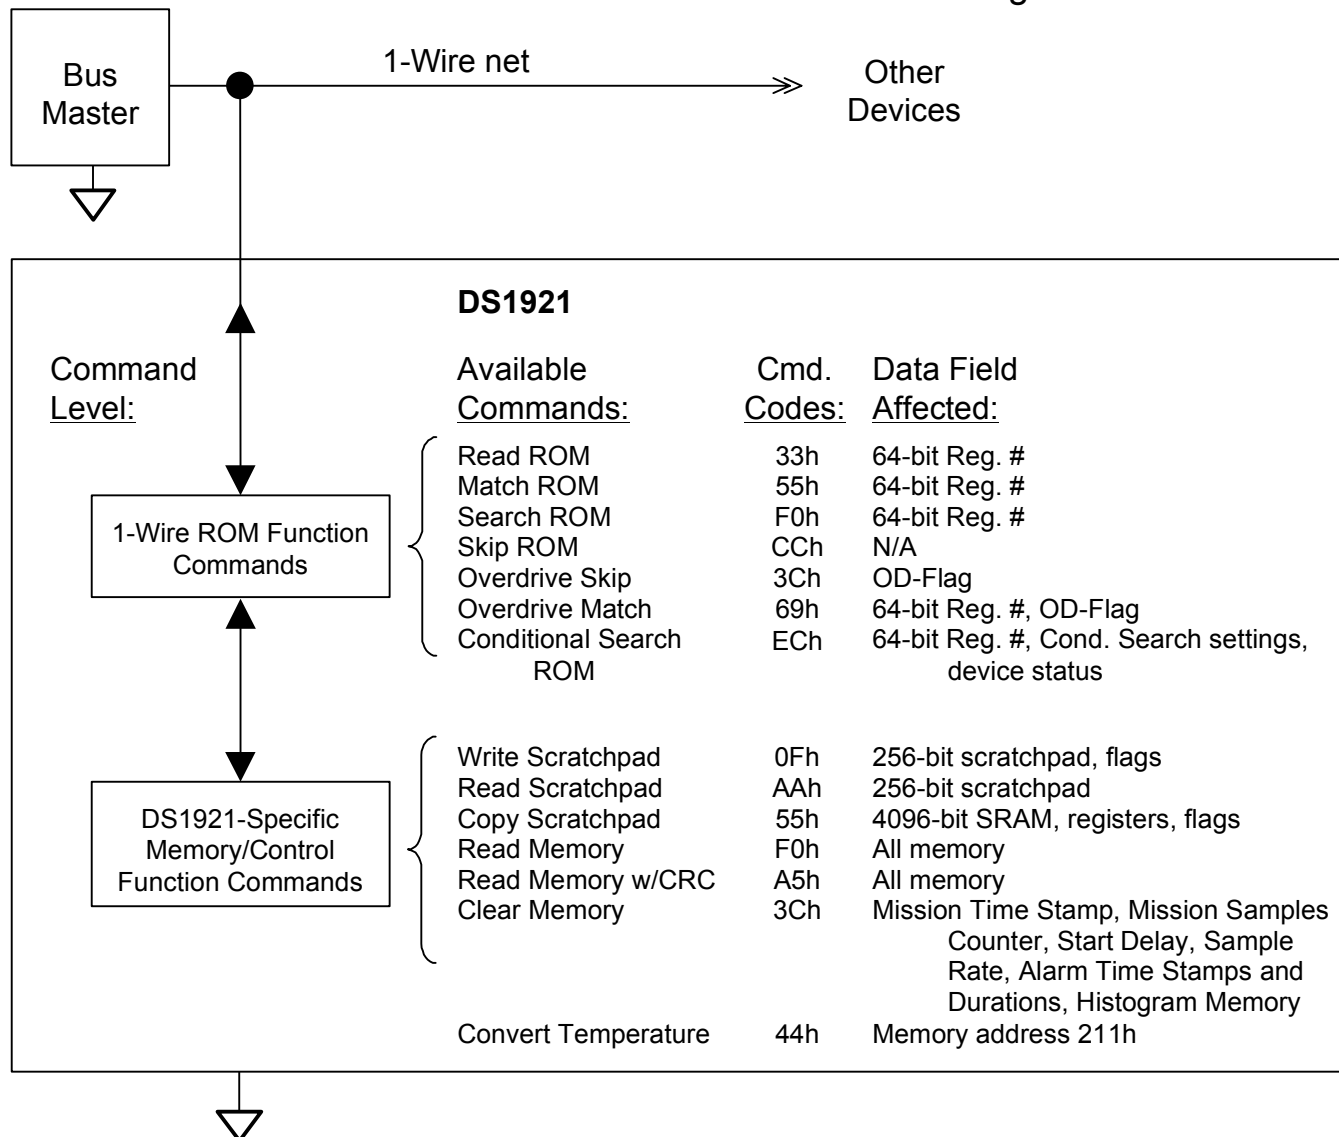 Bus
Master
1-Wire net
Other
Devices
DS1921
Command
Level:
Available
Commands:
Cmd.
Codes:
Data Field
Affected:
1-Wire ROM Function
Commands
Read ROM 33h 64-bit Reg. #
Match ROM 55h 64-bit Reg. #
Search ROM F0h 64-bit Reg. #
Skip ROM CCh N/A
Overdrive Skip 3Ch OD-Flag
Overdrive Match 69h 64-bit Reg. #, OD-Flag
Conditional Search ECh 64-bit Reg. #, Cond. Search settings,
ROM device status
DS1921-Specific
Memory/Control
Function Commands
Write Scratchpad 0Fh 256-bit scratchpad, flags
Read Scratchpad AAh 256-bit scratchpad
Copy Scratchpad 55h 4096-bit SRAM, registers, flags
Read Memory F0h All memory
Read Memory w/CRC A5h All memory
Clear Memory 3Ch Mission Time Stamp, Mission Samples
Counter, Start Delay, Sample
Rate, Alarm Time Stamps and
Durations, Histogram Memory
Convert Temperature 44h Memory address 211h